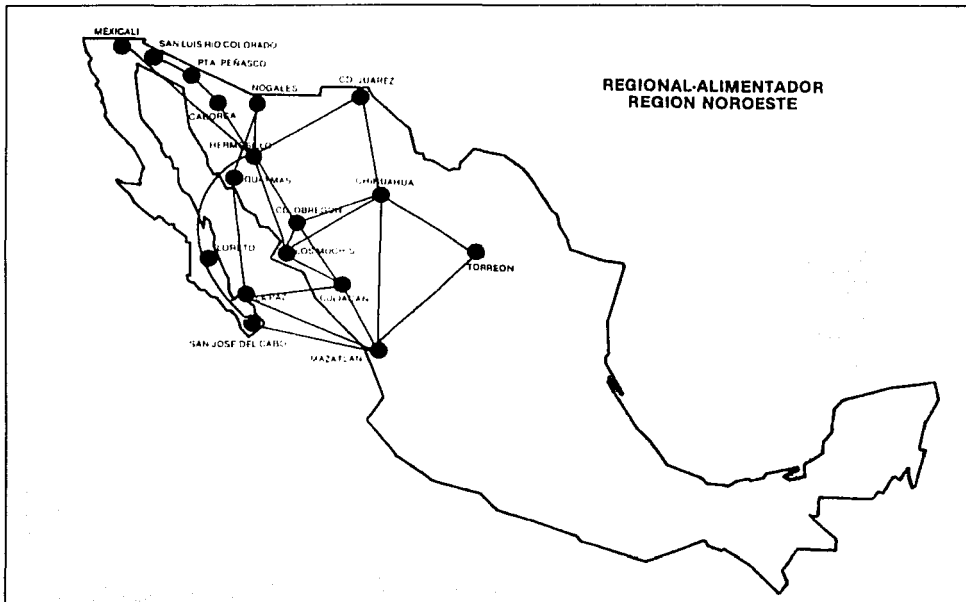 MÉXICALI
SAN LUIS RIO COLORADO
PTA. PEÑASCO
NOGALES
CD. JUAREZ
REGIONAL-ALIMENTADOR
REGION NOROESTE
CABORCA
HERMOSILLO
GUAYMAS
CHIHUAHUA
CD. OBREGON
LORETO
LOS MOCHIS
TORREON
CULIACAN
LA PAZ
SAN JOSE DEL CABO
MAZATLAN